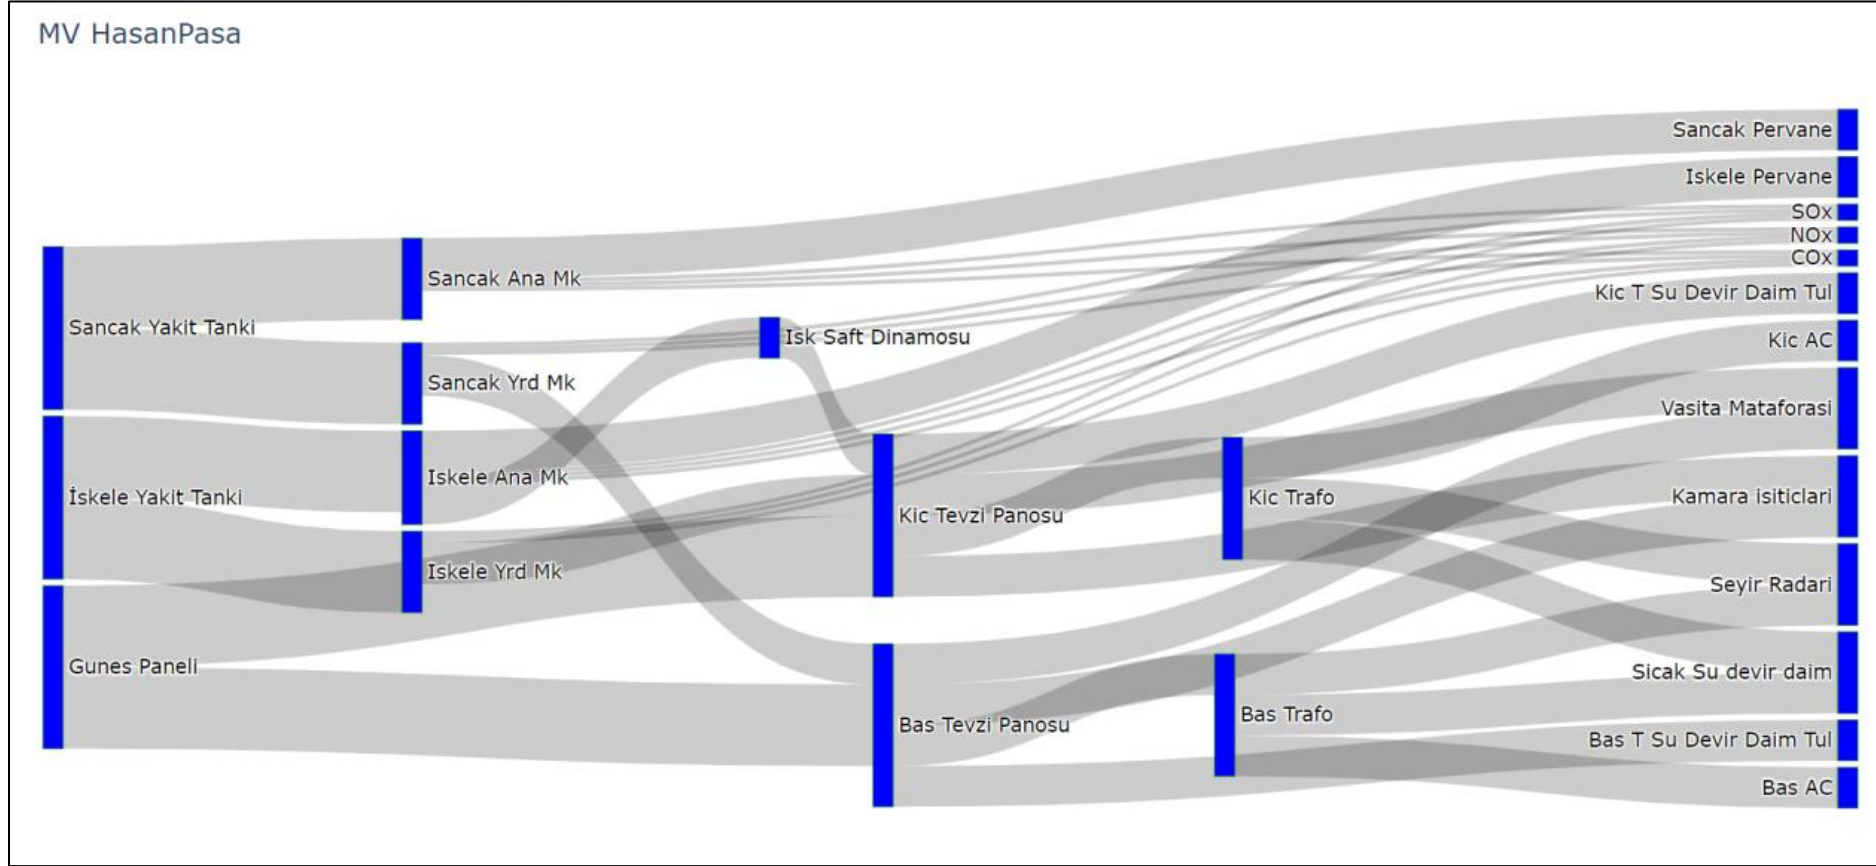 MV HasanPasa
Sancak Yakit Tanki
İskele Yakit Tanki
Gunes Paneli
Sancak Ana Mk
Sancak Yrd Mk
Iskele Ana Mk
Iskele Yrd Mk
Isk Saft Dinamosu
Kic Tevzi Panosu
Bas Tevzi Panosu
Kic Trafo
Bas Trafo
Sancak Pervane
Iskele Pervane
SOx
NOx
COx
Kic T Su Devir Daim Tul
Kic AC
Vasita Mataforasi
Kamara isiticlari
Seyir Radari
Sicak Su devir daim
Bas T Su Devir Daim Tul
Bas AC